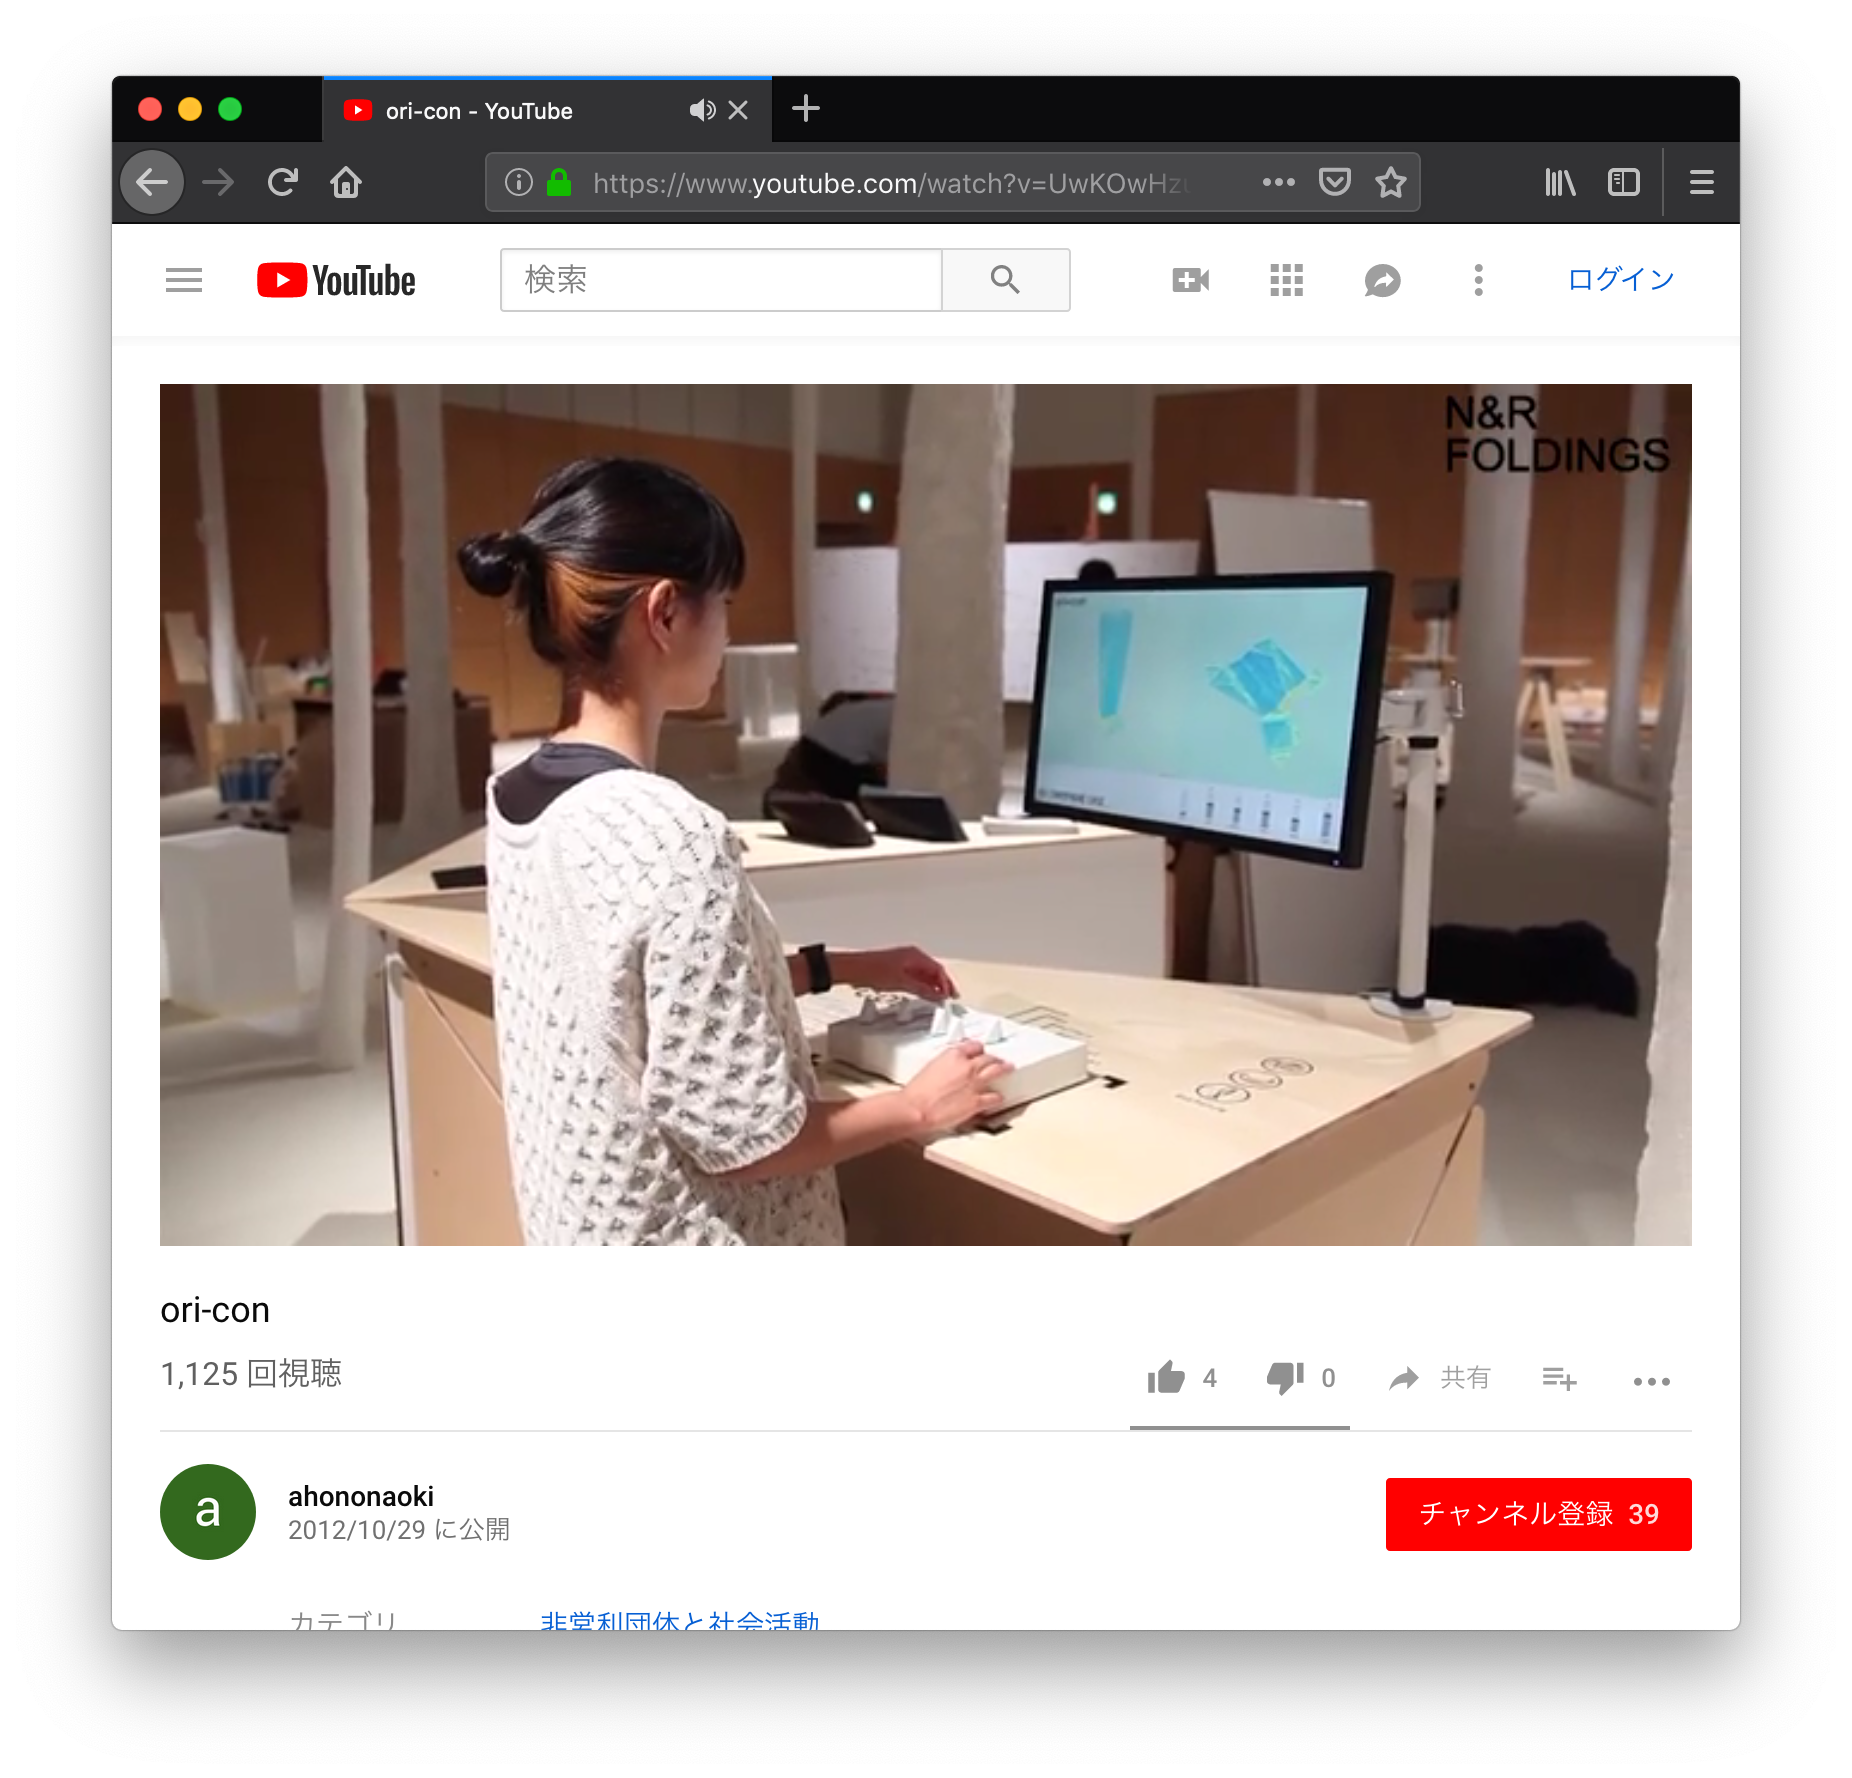 ori-con - YouTube
https://www.youtube.com/watch?v=UwKOwHz
YouTube
検索
ログイン
N&R
FOLDINGS
ori-con
1,125 回視聴
4
0
共有
a
ahononaoki
2012/10/29 に公開
チャンネル登録 39
カテゴリ
非営利団体と社会活動